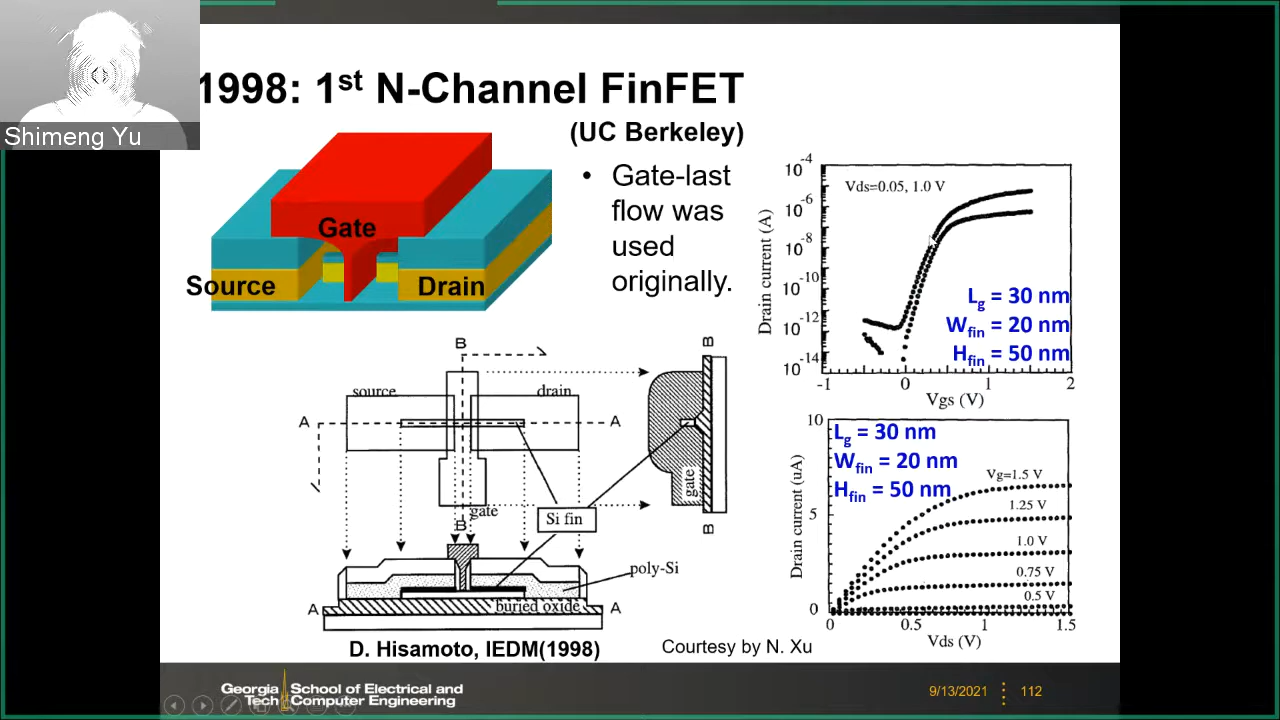 Shimeng Yu
1998: 1st N-Channel FinFET
(UC Berkeley)
• Gate-last
flow was
used
originally.
Gate
Source
Drain
10-4
10-6
10-8
10-10
10-12
10-14
Drain current (A)
Vds=0.05, 1.0 V
Lg = 30 nm
Wfin = 20 nm
Hfin = 50 nm
-1 0 1 2
Vgs (V)
B
source
drain
A
A
gate
B
Si fin
B
gate
B
poly-Si
A
buried oxide
A
10
5
0
Drain current (uA)
Lg = 30 nm
Wfin = 20 nm
Hfin = 50 nm
Vg=1.5 V
1.25 V
1.0 V
0.75 V
0.5 V
0 0.5 1 1.5
Vds (V)
D. Hisamoto, IEDM(1998)
Courtesy by N. Xu
Georgia Tech
School of Electrical and
Computer Engineering
9/13/2021
112